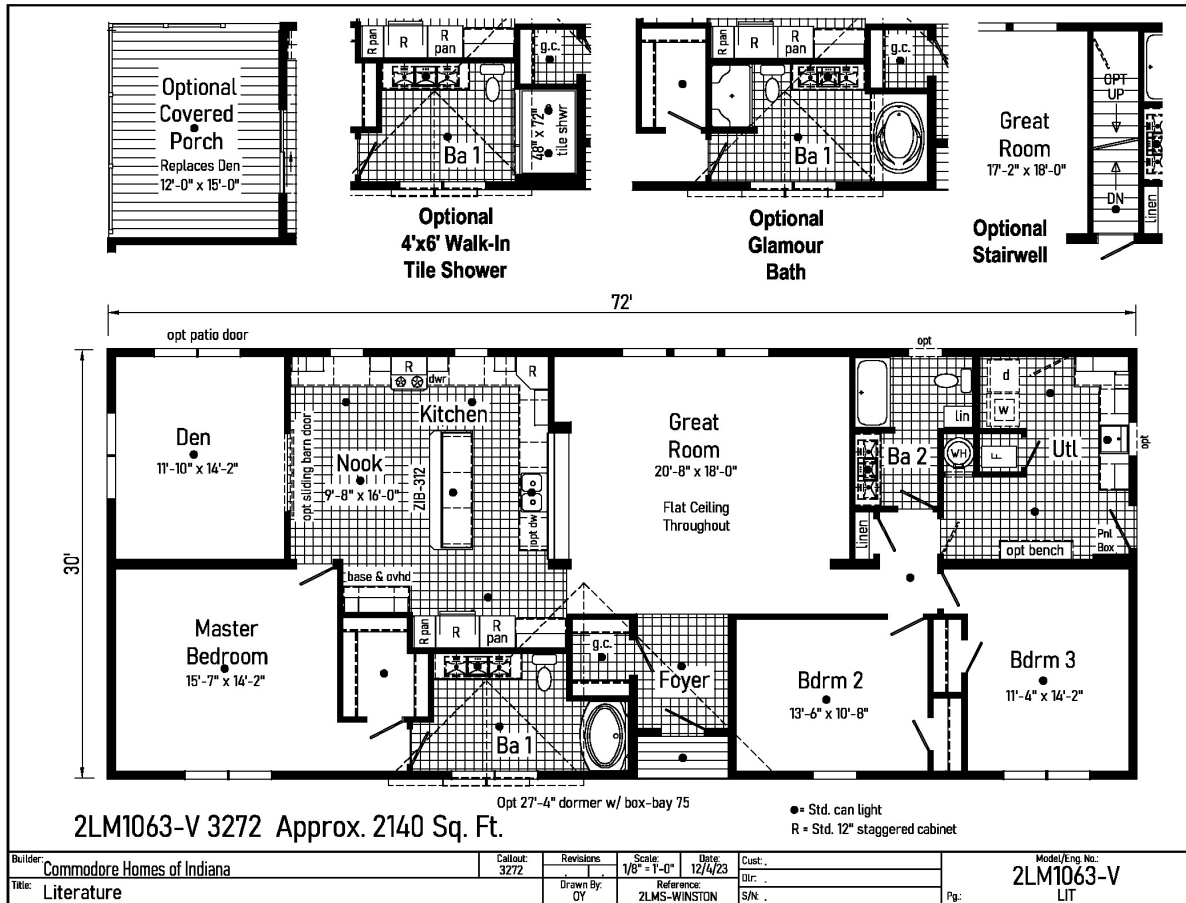 Optional
Covered
Porch
Replaces Den
12'-0" x 15'-0"
R pan
R
R
pan
g.c.
48" x 72"
tile shwr
Ba 1
Optional
4'x6' Walk-In
Tile Shower
R pan
R
R
pan
g.c.
Ba 1
Optional
Glamour
Bath
OPT
UP
Great
Room
17'-2" x 18'-0"
DN
linen
Optional
Stairwell
72'
opt patio door
opt
30'
Den
11'-10" x 14'-2"
opt sliding barn door
R
dwr
R
Kitchen
Nook
9'-8" x 16'-0"
ZIB-312
opt dw
base & ovhd
Great
Room
20'-8" x 18'-0"
Flat Ceiling
Throughout
lin
Ba 2
linen
d
w
WH
F
Utl
opt
opt bench
Pnl
Box
Master
Bedroom
15'-7" x 14'-2"
R pan
R
R
pan
g.c.
Ba 1
Foyer
Bdrm 2
13'-6" x 10'-8"
Bdrm 3
11'-4" x 14'-2"
Opt 27'-4" dormer w/ box-bay 75
= Std. can light
R = Std. 12" staggered cabinet
2LM1063-V 3272 Approx. 2140 Sq. Ft.
Builder: Commodore Homes of Indiana
Callout:
3272
Revisions
Scale:
1/8" = 1'-0"
Date:
12/4/23
Cust: .
Dlr: .
S/N: .
Model/Eng. No.:
2LM1063-V
Title: Literature
Drawn By:
OY
Reference:
2LMS-WINSTON
Pg.: LIT